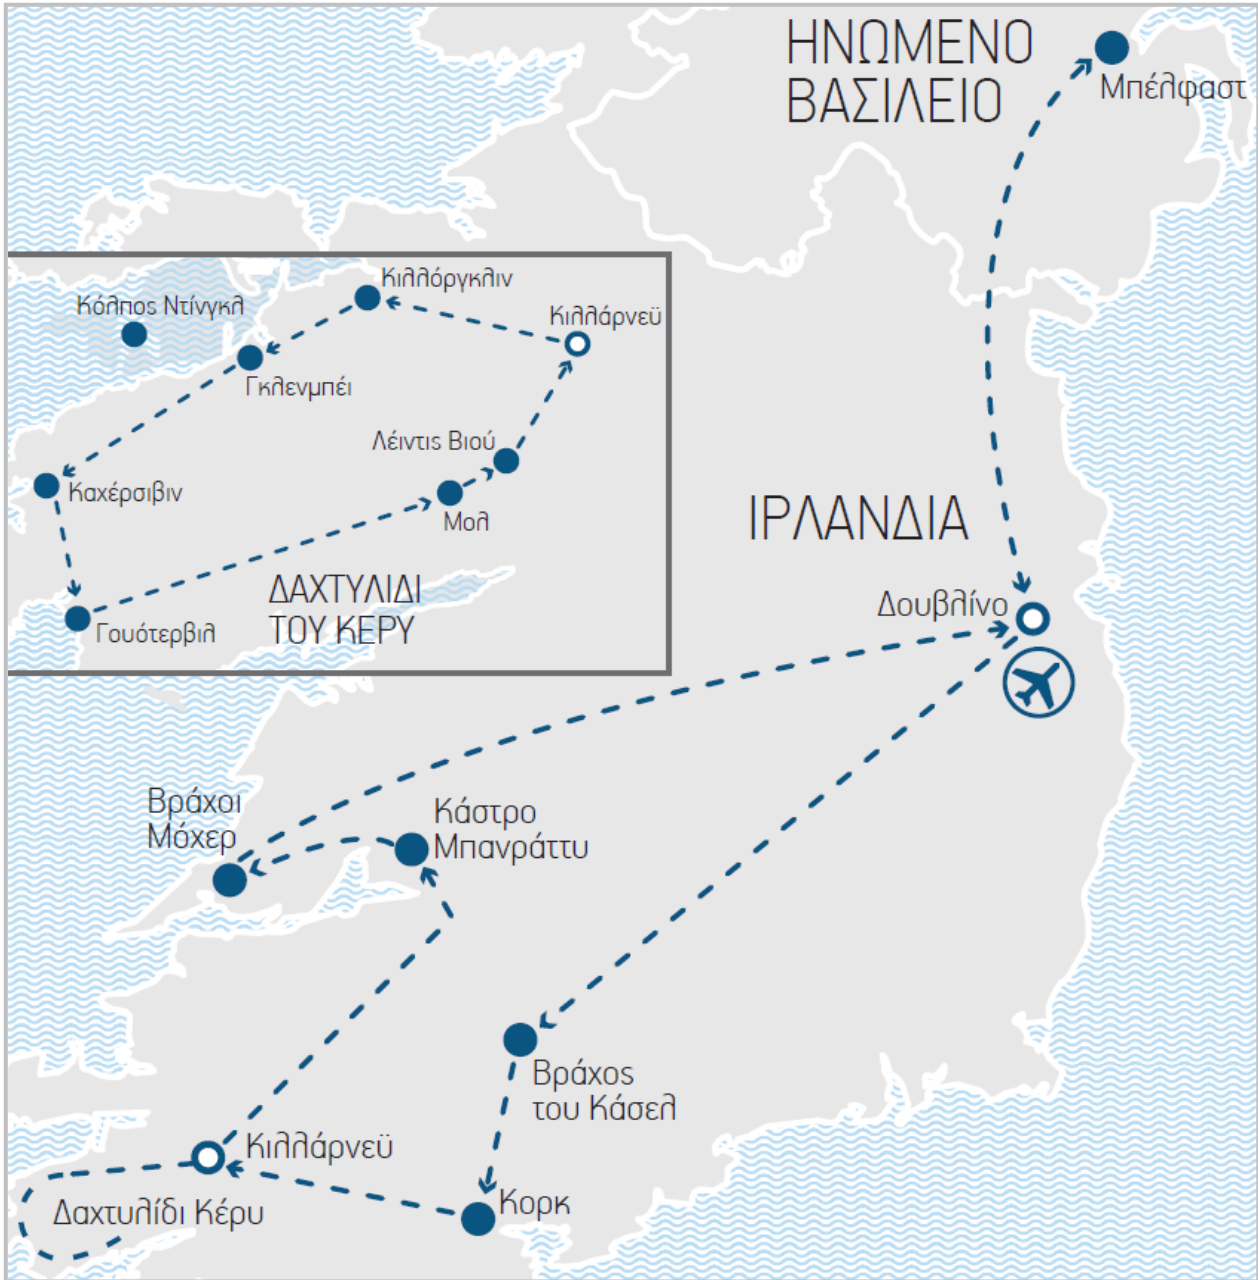 ΗΝΩΜΕΝΟ
ΒΑΣΙΛΕΙΟ
Μπέλφαστ
Κιλλόργκλιν
Κόλπος Ντίνγκλ
Κιλλάρνεϋ
Γκλενμπέι
Λέιντις Βιού
Καχέρσιβιν
Μολ
ΙΡΛΑΝΔΙΑ
ΔΑΧΤΥΛΙΔΙ
ΤΟΥ ΚΕΡΥ
Γουότερβιλ
Δουβλίνο
Βράχοι
Μόχερ
Κάστρο
Μπανράττυ
Βράχος
του Κάσελ
Κιλλάρνεϋ
Κορκ
Δαχτυλίδι Κέρυ